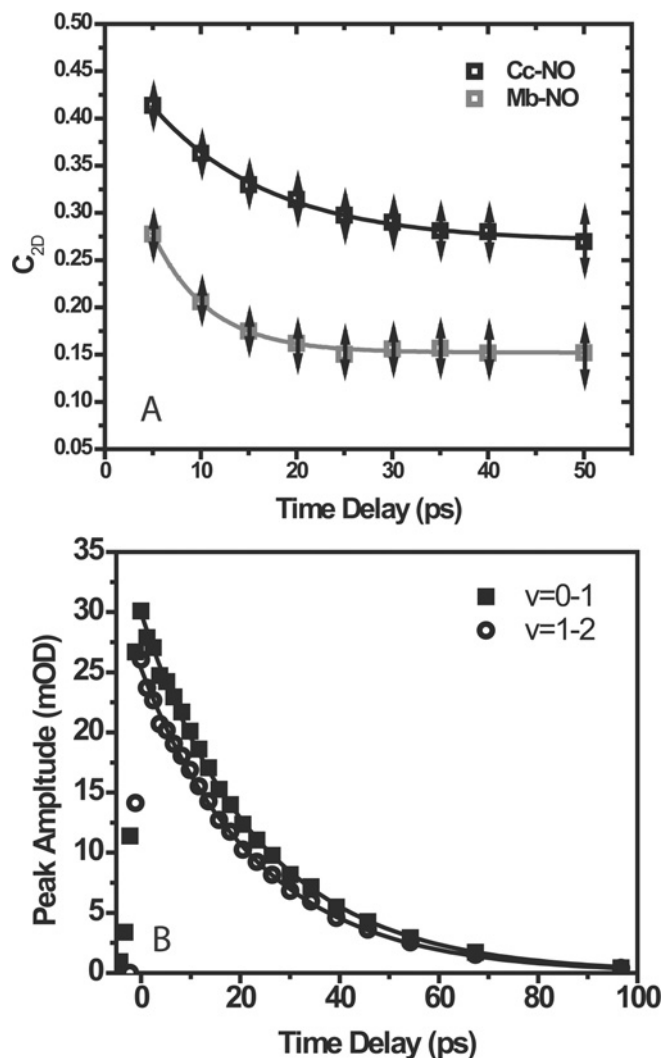 0.50
0.45
0.40
0.35
0.30
0.25
0.20
0.15
0.10
0.05
C2D
Cc-NO
Mb-NO
A
0 10 20 30 40 50
Time Delay (ps)
35
30
25
20
15
10
5
0
Peak Ampltude (mOD)
v=0-1
v=1-2
B
0 20 40 60 80 100
Time Delay (ps)